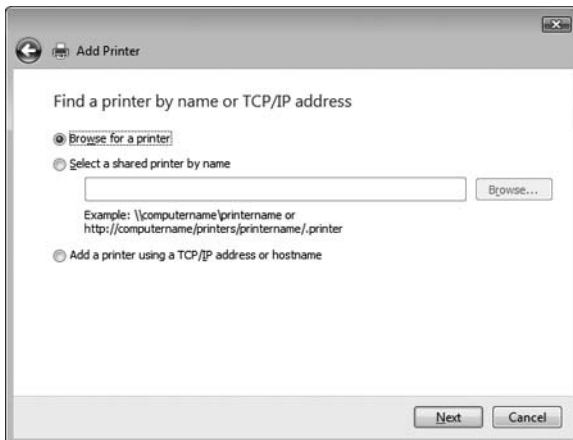 Add Printer
Find a printer by name or TCP/IP address
Browse for a printer
Select a shared printer by name
Browse...
Example: \\computername\printername or
http://computername/printers/printername/.printer
Add a printer using a TCP/IP address or hostname
Next Cancel